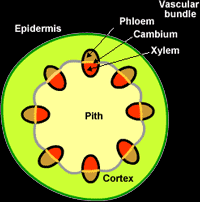 Vascular
bundle
Phloem
Epidermis
Cambium
Xylem
Pith
Cortex